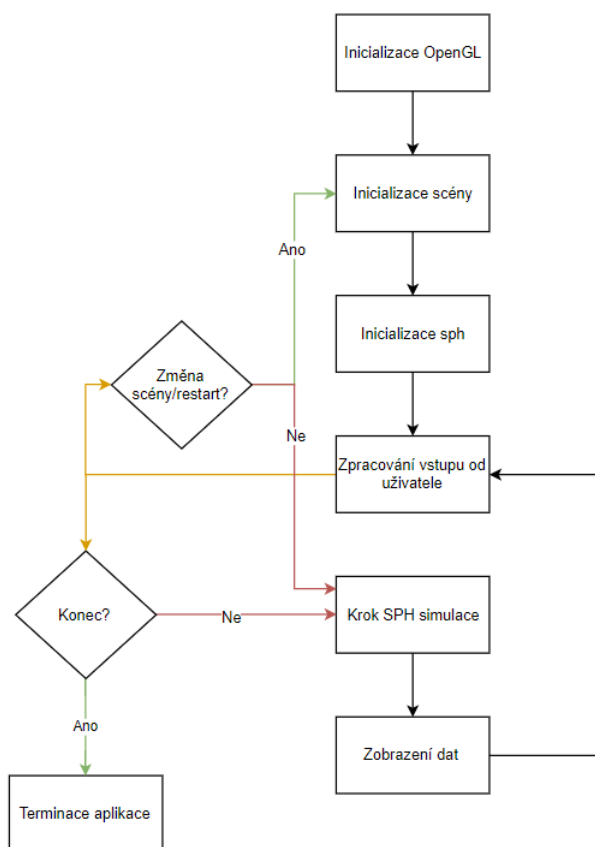 Inicializace OpenGL
Inicializace scény
Ano
Inicializace sph
Změna
scény/restart?
Ne
Zpracování vstupu od
uživatele
Konec?
Ne
Krok SPH simulace
Ano
Zobrazení dat
Terminace aplikace